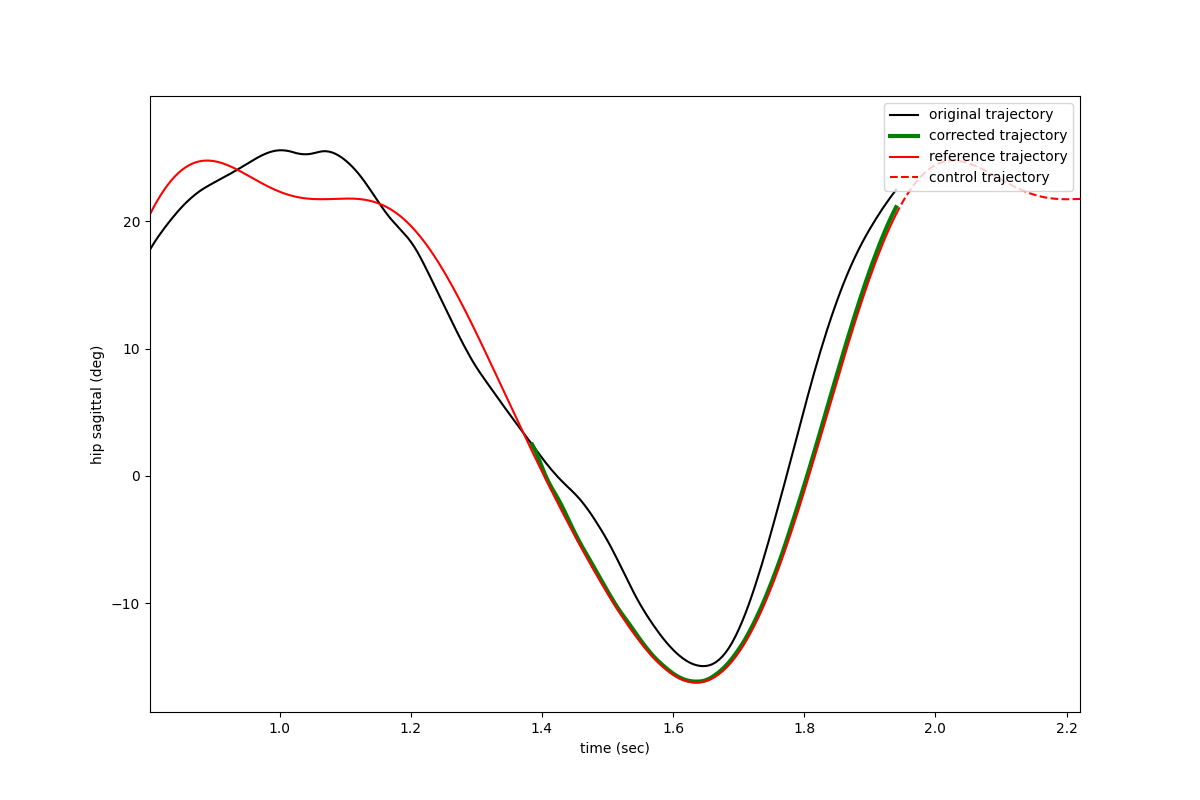 original trajectory
corrected trajectory
reference trajectory
control trajectory
20
10
0
−10
hip sagittal (deg)
1.0 1.2 1.4 1.6 1.8 2.0 2.2
time (sec)